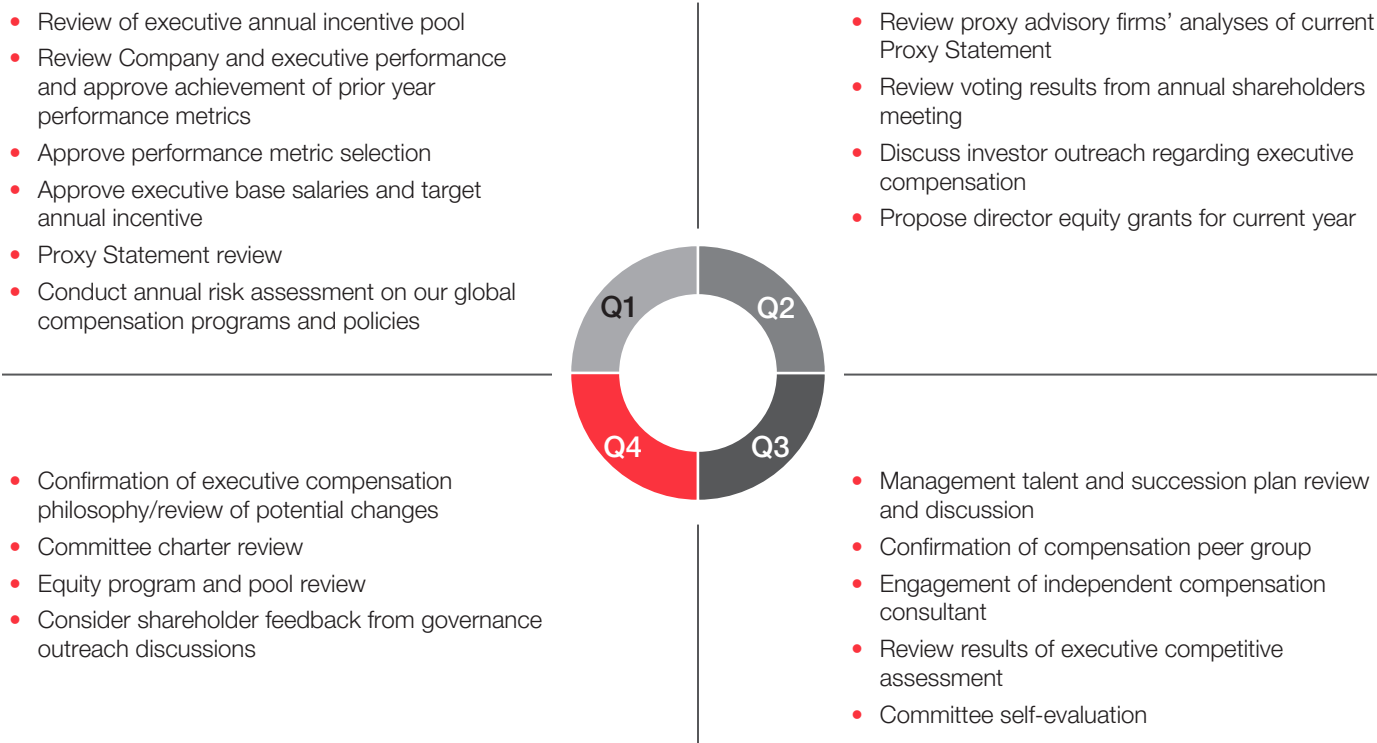 • Review of executive annual incentive pool
• Review Company and executive performance
and approve achievement of prior year
performance metrics
• Approve performance metric selection
• Approve executive base salaries and target
annual incentive
• Proxy Statement review
• Conduct annual risk assessment on our global
compensation programs and policies
• Review proxy advisory firms’ analyses of current
Proxy Statement
• Review voting results from annual shareholders
meeting
• Discuss investor outreach regarding executive
compensation
• Propose director equity grants for current year
Q1
Q2
Q4
Q3
• Confirmation of executive compensation
philosophy/review of potential changes
• Committee charter review
• Equity program and pool review
• Consider shareholder feedback from governance
outreach discussions
• Management talent and succession plan review
and discussion
• Confirmation of compensation peer group
• Engagement of independent compensation
consultant
• Review results of executive competitive
assessment
• Committee self-evaluation